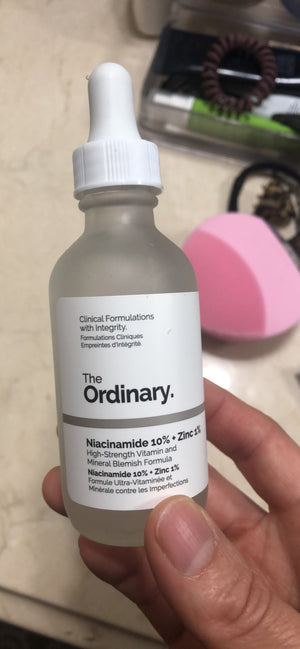 Clinical Formulations
with Integrity.
Formulations Cliniques
Empreintes d'Intégrité.
The
Ordinary.
Niacinamide 10% + Zinc 1%
High-Strength Vitamin and
Mineral Blemish Formula
Niacinamide 10% + Zinc 1%
Formule Ultra-Vitaminée et
Minérale contre les Imperfections